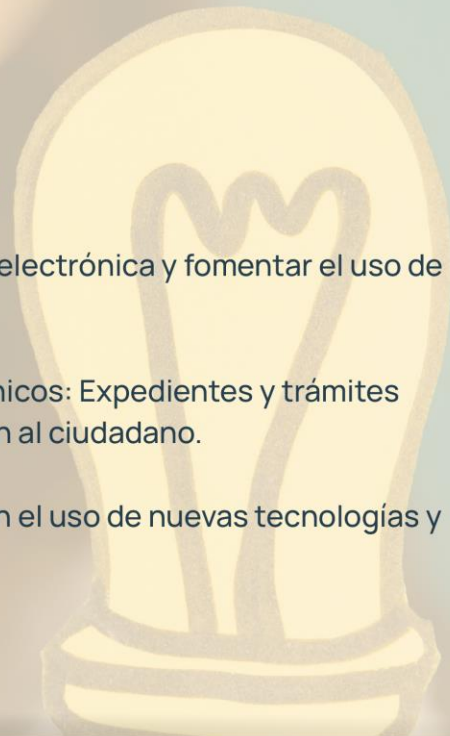 electrónica y fomentar el uso de
nicos: Expedientes y trámites
n al ciudadano.
n el uso de nuevas tecnologías y